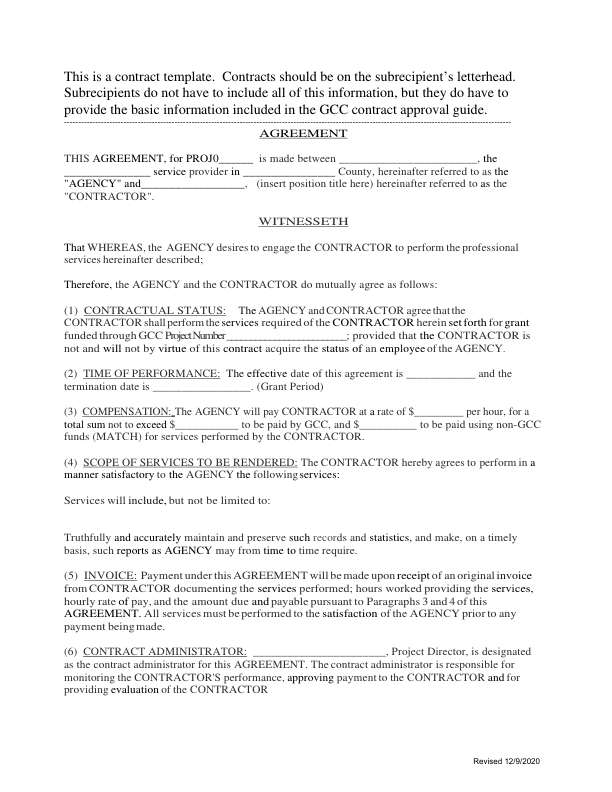 This is a contract template.  Contracts should be on the subrecipient's letterhead.
Subrecipients do not have to include all of this information, but they do have to
provide the basic information included in the GCC contract approval guide.
--------------------------------------------------------------------------------
AGREEMENT
THIS AGREEMENT, for PROJ0______  is made between _________________________, the
________________ service provider in _________________ County, hereinafter referred to as the
"AGENCY" and___________________,   (insert position title here) hereinafter referred to as the
"CONTRACTOR".
WITNESSETH
That WHEREAS, the AGENCY desires to engage the CONTRACTOR to perform the professional
services hereinafter described;
Therefore, the AGENCY and the CONTRACTOR do mutually agree as follows:
(1)  CONTRACTUAL STATUS:    The AGENCY and CONTRACTOR agree that the
CONTRACTOR shall perform the services required of the CONTRACTOR herein set forth for grant
funded through GCC Project Number ______________________; provided that the CONTRACTOR is
not and will not by virtue of this contract acquire the status of an employee of the AGENCY.
(2)  TIME OF PERFORMANCE:  The effective date of this agreement is _____________ and the
termination date is __________________. (Grant Period)
(3)  COMPENSATION: The AGENCY will pay CONTRACTOR at a rate of $_________ per hour, for a
total sum not to exceed $____________ to be paid by GCC, and $___________ to be paid using non-GCC
funds (MATCH) for services performed by the CONTRACTOR.
(4)  SCOPE OF SERVICES TO BE RENDERED: The CONTRACTOR hereby agrees to perform in a
manner satisfactory to the AGENCY the following services:
Services will include, but not be limited to:
Truthfully and accurately maintain and preserve such records and statistics, and make, on a timely
basis, such reports as AGENCY may from time to time require.
(5)  INVOICE:  Payment under this AGREEMENT will be made upon receipt of an original invoice
from CONTRACTOR documenting the services performed; hours worked providing the services,
hourly rate of pay, and the amount due and payable pursuant to Paragraphs 3 and 4 of this
AGREEMENT. All services must be performed to the satisfaction of the AGENCY prior to any
payment being made.
(6)  CONTRACT ADMINISTRATOR:  ________________________, Project Director, is designated
as the contract administrator for this AGREEMENT. The contract administrator is responsible for
monitoring the CONTRACTOR'S performance, approving payment to the CONTRACTOR and for
providing evaluation of the CONTRACTOR
Revised 12/9/2020